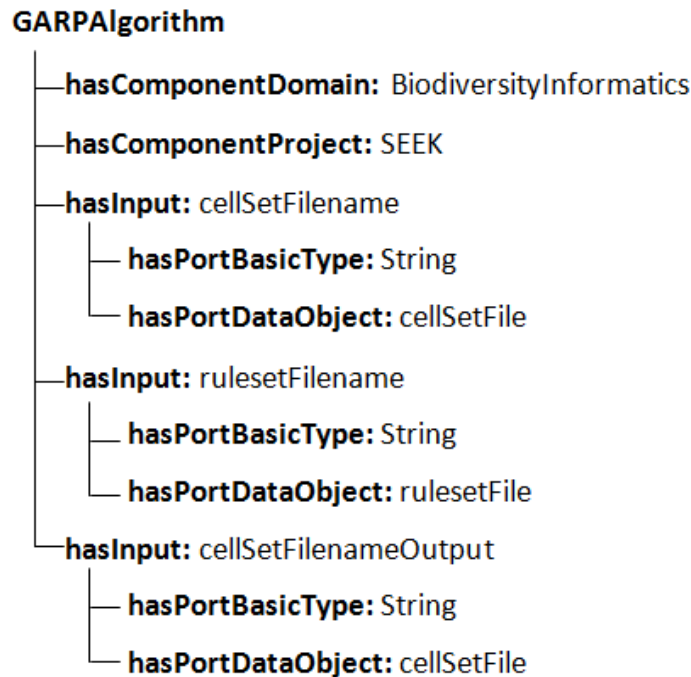 GARPAlgorithm
hasComponentDomain: BiodiversityInformatics
hasComponentProject: SEEK
hasInput: cellSetFilename
hasPortBasicType: String
hasPortDataObject: cellSetFile
hasInput: rulesetFilename
hasPortBasicType: String
hasPortDataObject: rulesetFile
hasInput: cellSetFilenameOutput
hasPortBasicType: String
hasPortDataObject: cellSetFile